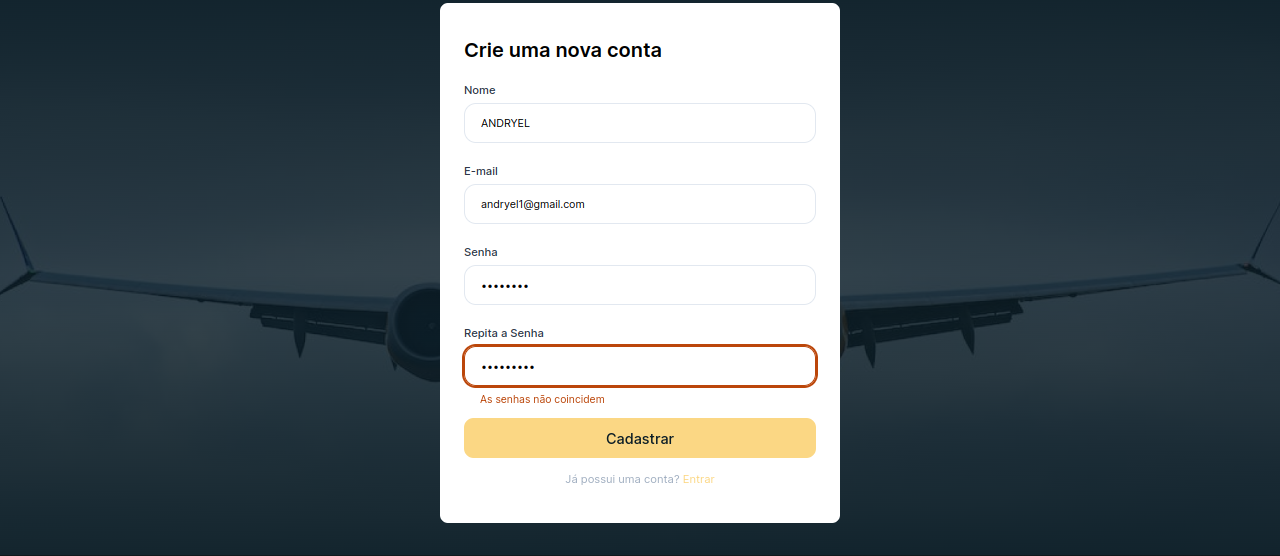 Crie uma nova conta
Nome
ANDRYEL
E-mail
andryel1@gmail.com
Senha
••••••••
Repita a Senha
•••••••••
As senhas não coincidem
Cadastrar
Já possui uma conta? Entrar